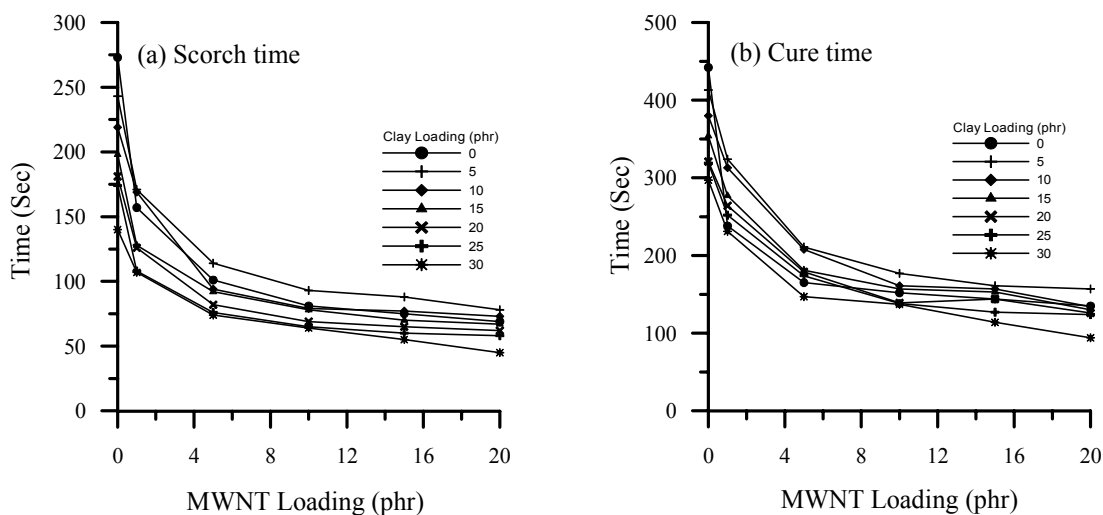 (a) Scorch time
300
250
200
150
100
50
0
Time (Sec)
Clay Loading (phr)
0
5
10
15
20
25
30
0 4 8 12 16 20
MWNT Loading (phr)
(b) Cure time
500
400
300
200
100
0
Time (Sec)
Clay Loading (phr)
0
5
10
15
20
25
30
0 4 8 12 16 20
MWNT Loading (phr)